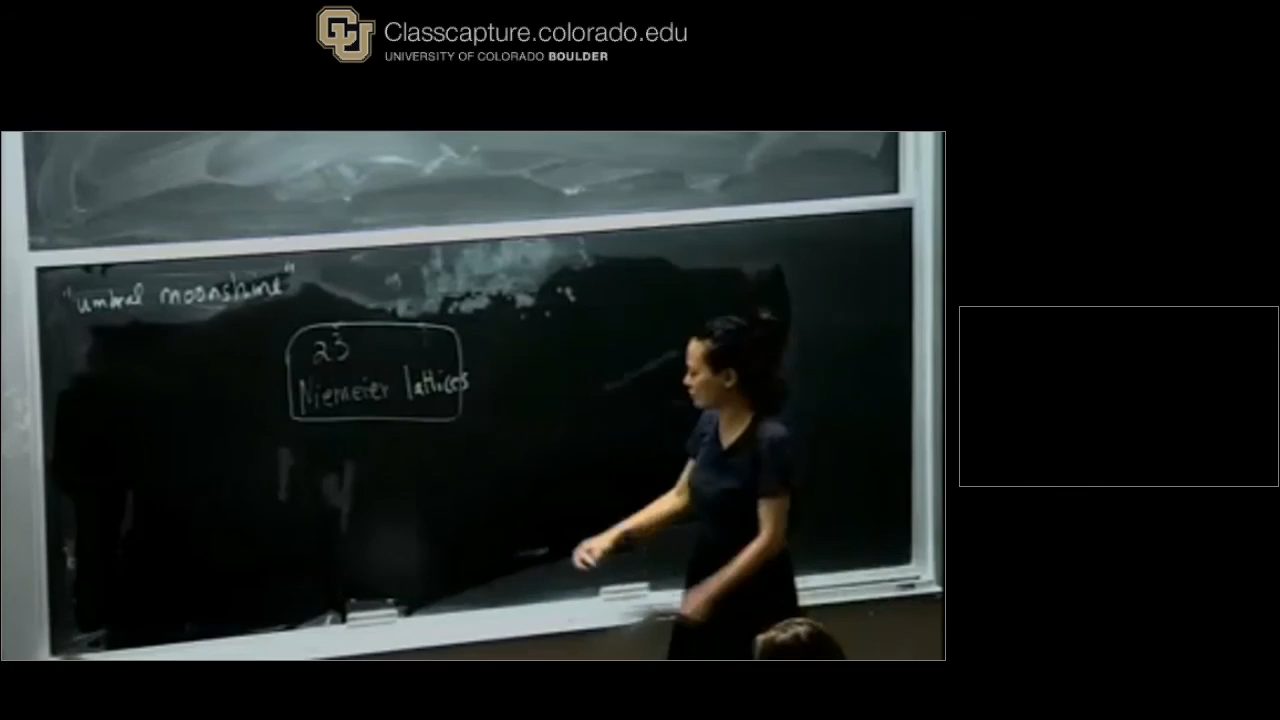 Classcapture.colorado.edu
UNIVERSITY OF COLORADO BOULDER
"umbral moonshine"
23
Niemeier lattices